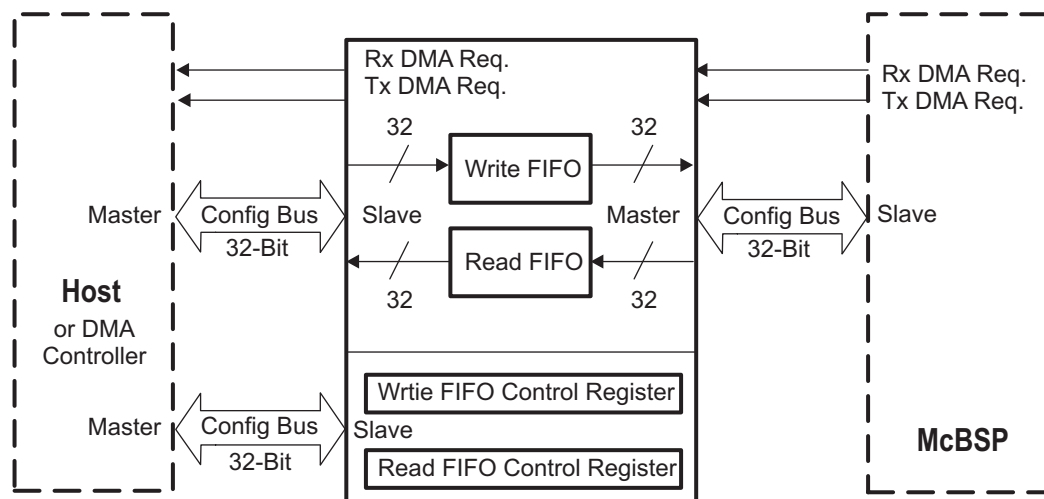 Rx DMA Req.
Tx DMA Req.
Rx DMA Req.
Tx DMA Req.
32
32
Write FIFO
Master
Config Bus
32-Bit
Slave
Master
Config Bus
32-Bit
Slave
Read FIFO
32
32
Host
or DMA
Controller
Wrtie FIFO Control Register
Master
Config Bus
32-Bit
Slave
Read FIFO Control Register
McBSP